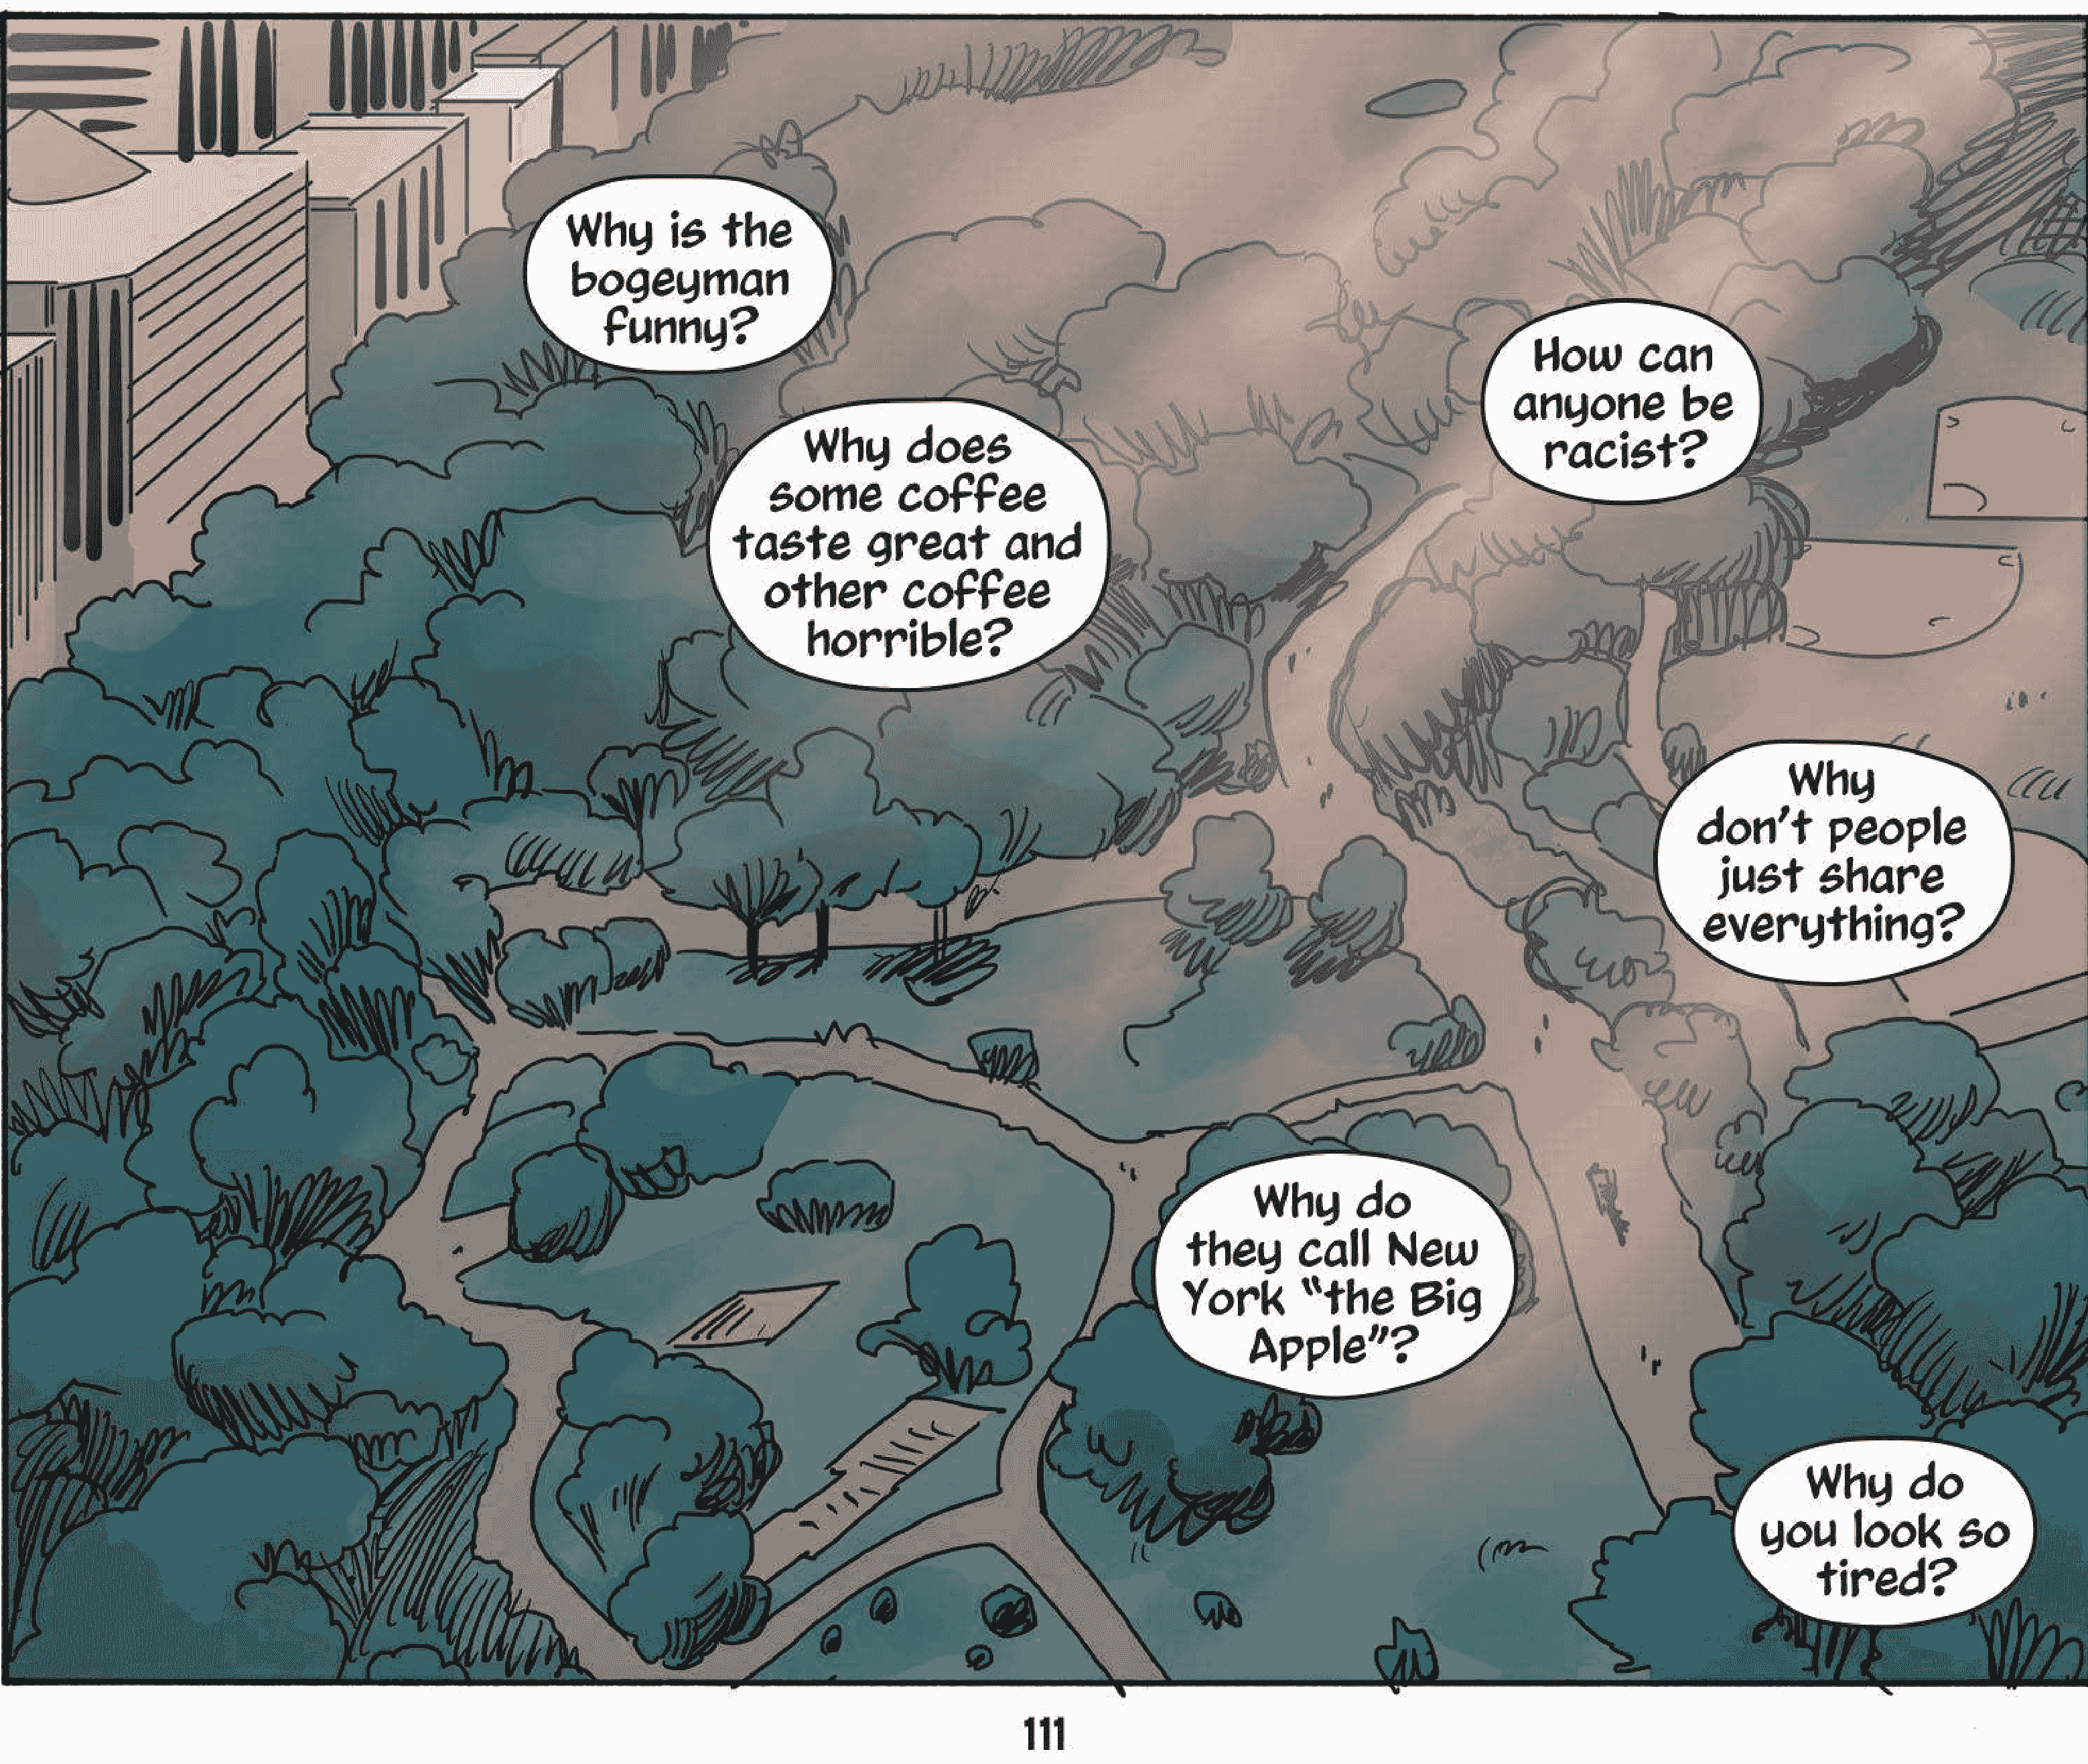 Why is the
bogeyman
funny?
Why does
some coffee
taste great and
other coffee
horrible?
How can
anyone be
racist?
Why
don't people
just share
everything?
Why do
they call New
York "the Big
Apple"?
Why do
you look so
tired?
111